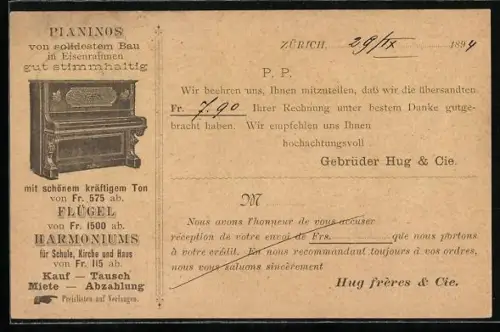 PIANINOS
von solidestem Bau
in Eisenrahmen
gut stimmhaltig
mit schönem kräftigem Ton
von Fr. 575 ab.
FLÜGEL
von Fr. 1500 ab.
HARMONIUMS
für Schule, Kirche und Haus
von Fr. 115 ab.
Kauf — Tausch
Miete — Abzahlung
Preislisten auf Verlangen.
ZÜRICH, 29/IX 1894
P. P.
Wir beehren uns, Ihnen mitzuteilen, daß wir die übersandten
Fr. 7.90 Ihrer Rechnung unter bestem Danke gutge-
bracht haben. Wir empfehlen uns Ihnen
hochachtungsvoll
Gebrüder Hug & Cie.
M
Nous avons l'honneur de vous accuser
réception de votre envoi de Frs. que nous portons
à votre crédit. En nous recommandant toujours à vos ordres,
nous vous saluons sincèrement
Hug frères & Cie.